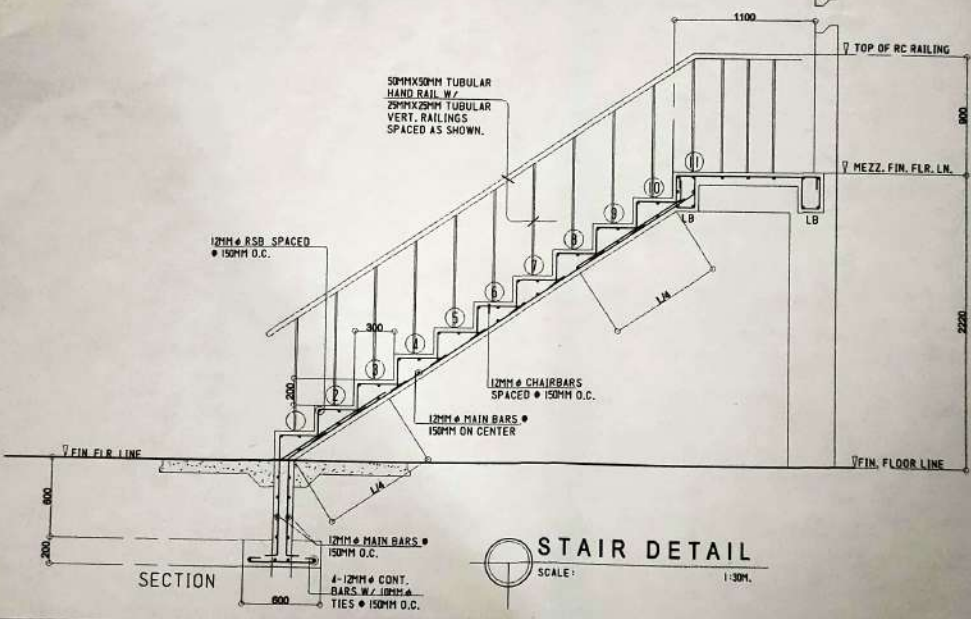 1100
TOP OF RC RAILING
50MMX50MM TUBULAR
HAND RAIL W/
25MMX25MM TUBULAR
VERT. RAILINGS
SPACED AS SHOWN.
900
MEZZ. FIN. FLR. LN.
11
10
LB
LB
9
12MM⌀ RSB SPACED
@ 150MM O.C.
8
7
6
L/4
5
300
4
2220
3
200
2
12MM⌀ CHAIRBARS
SPACED @ 150MM O.C.
1
12MM⌀ MAIN BARS @
150MM ON CENTER
FIN FLR LINE
FIN. FLOOR LINE
L/4
600
12MM⌀ MAIN BARS @
150MM O.C.
200
STAIR DETAIL
SCALE:
1:30M.
SECTION
4-12MM⌀ CONT.
BARS W/ 10MM⌀
TIES @ 150MM O.C.
600